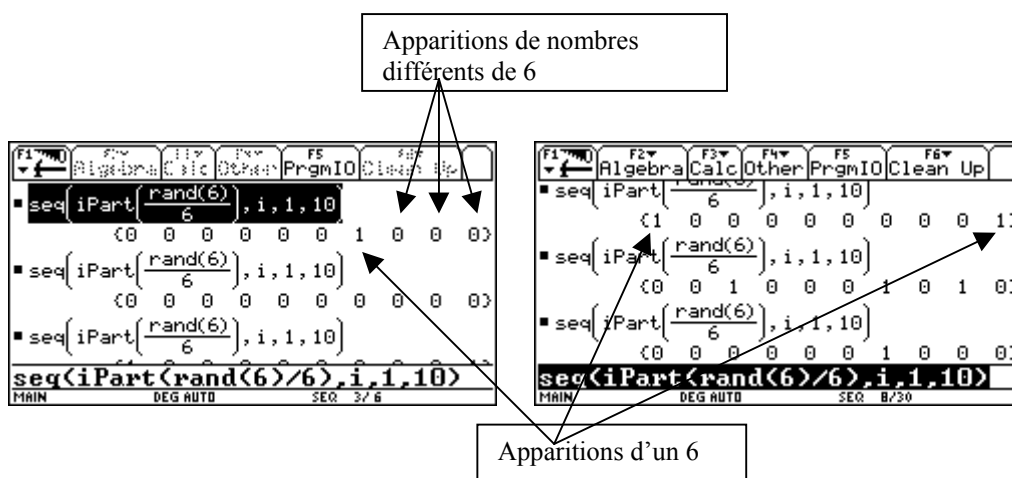 Apparitions de nombres
différents de 6
F1 F5
Algebra Calc Other PrgmIO Clean Up
seq(iPart(rand(6)/6), i, 1, 10)
{0 0 0 0 0 0 1 0 0 0}
seq(iPart(rand(6)/6), i, 1, 10)
{0 0 0 0 0 0 0 0 0 0}
seq(iPart(rand(6)/6), i, 1, 10)
seq(iPart(rand(6)/6),i,1,10)
MAIN DEG AUTO SEQ 3/6
F1 F2 F3 F4 F5 F6
Algebra Calc Other PrgmIO Clean Up
seq(iPart(rand(6)/6), i, 1, 10)
{1 0 0 0 0 0 0 0 0 1}
seq(iPart(rand(6)/6), i, 1, 10)
{0 0 1 0 0 0 1 0 1 0}
seq(iPart(rand(6)/6), i, 1, 10)
{0 0 0 0 0 0 1 0 0 0}
seq(iPart(rand(6)/6),i,1,10)
MAIN DEG AUTO SEQ 8/30
Apparitions d'un 6